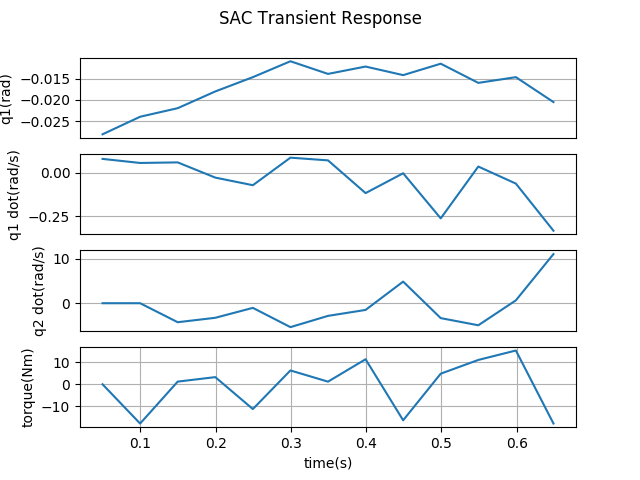 SAC Transient Response
q1(rad)
−0.015
−0.020
−0.025
q1 dot(rad/s)
0.00
−0.25
q2 dot(rad/s)
10
0
torque(Nm)
10
0
−10
0.1 0.2 0.3 0.4 0.5 0.6
time(s)